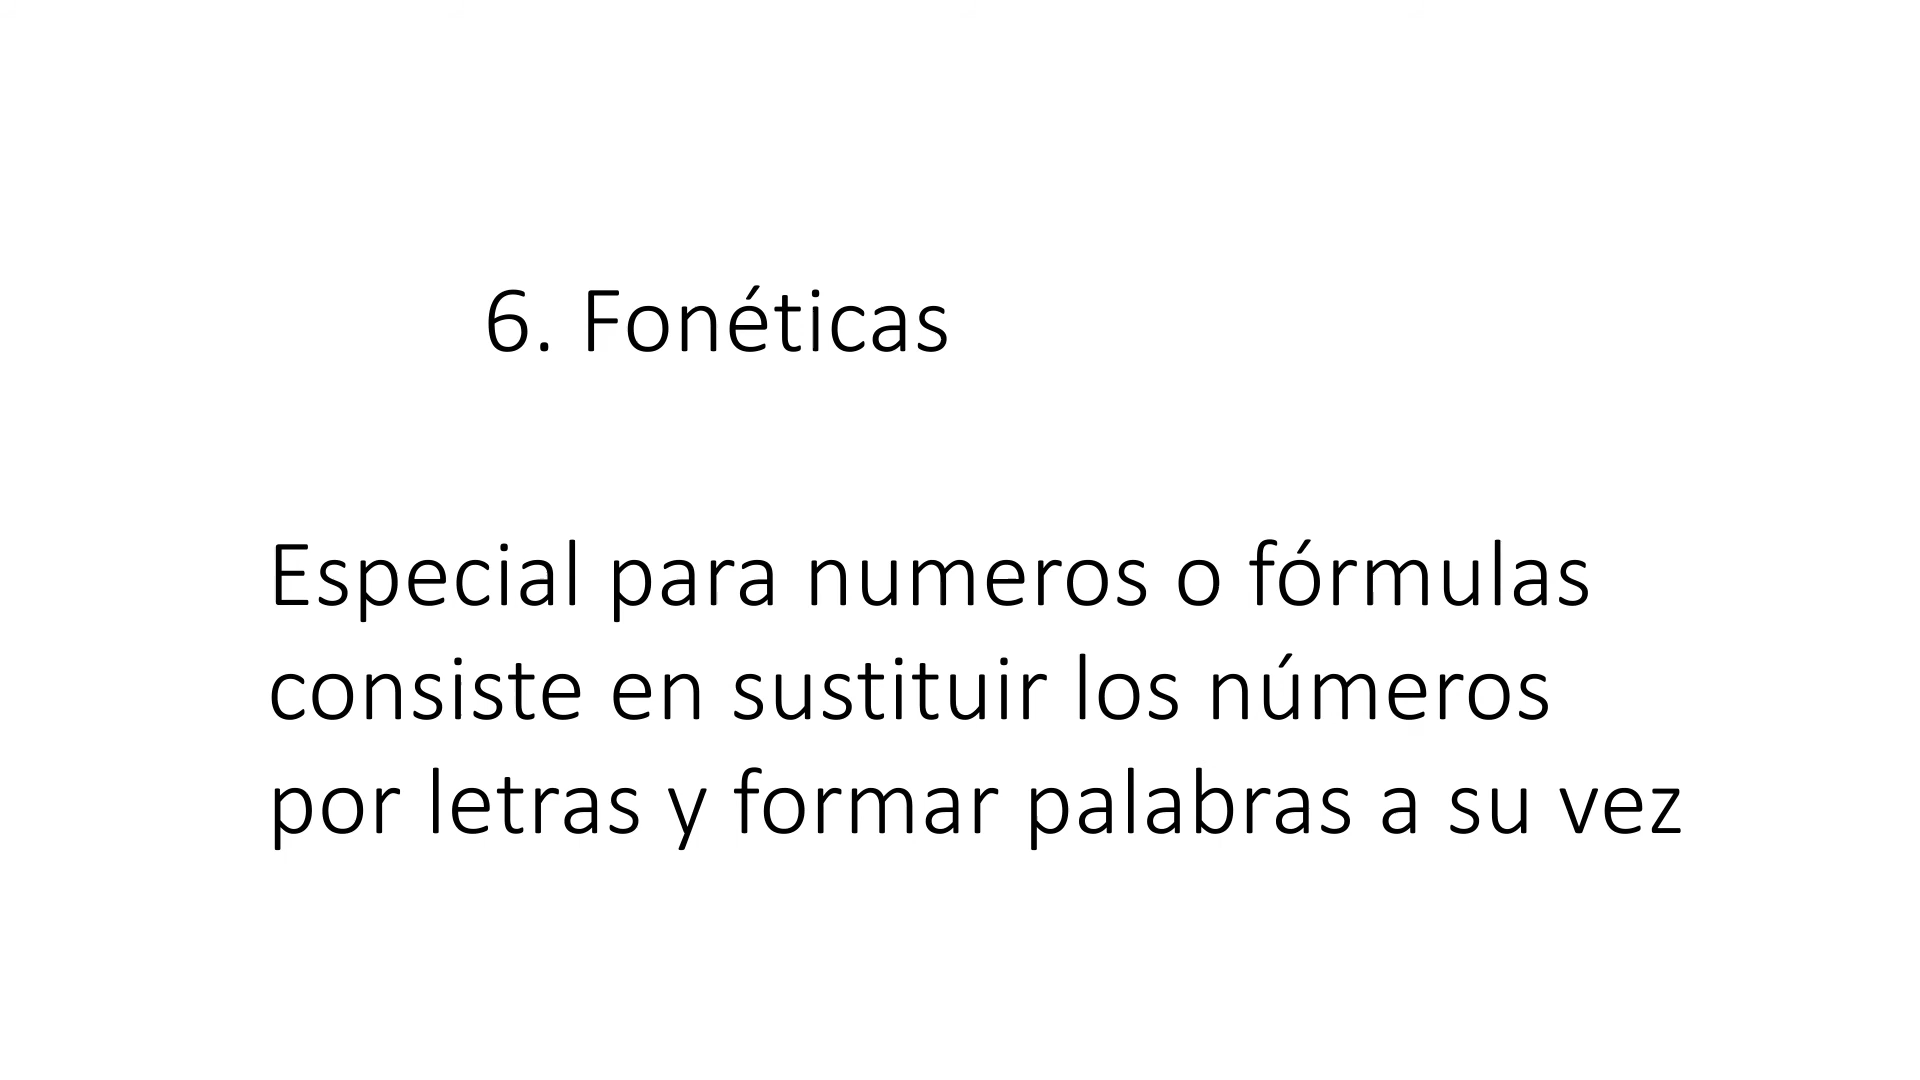 6. Fonéticas
Especial para numeros o fórmulas
consiste en sustituir los números
por letras y formar palabras a su vez